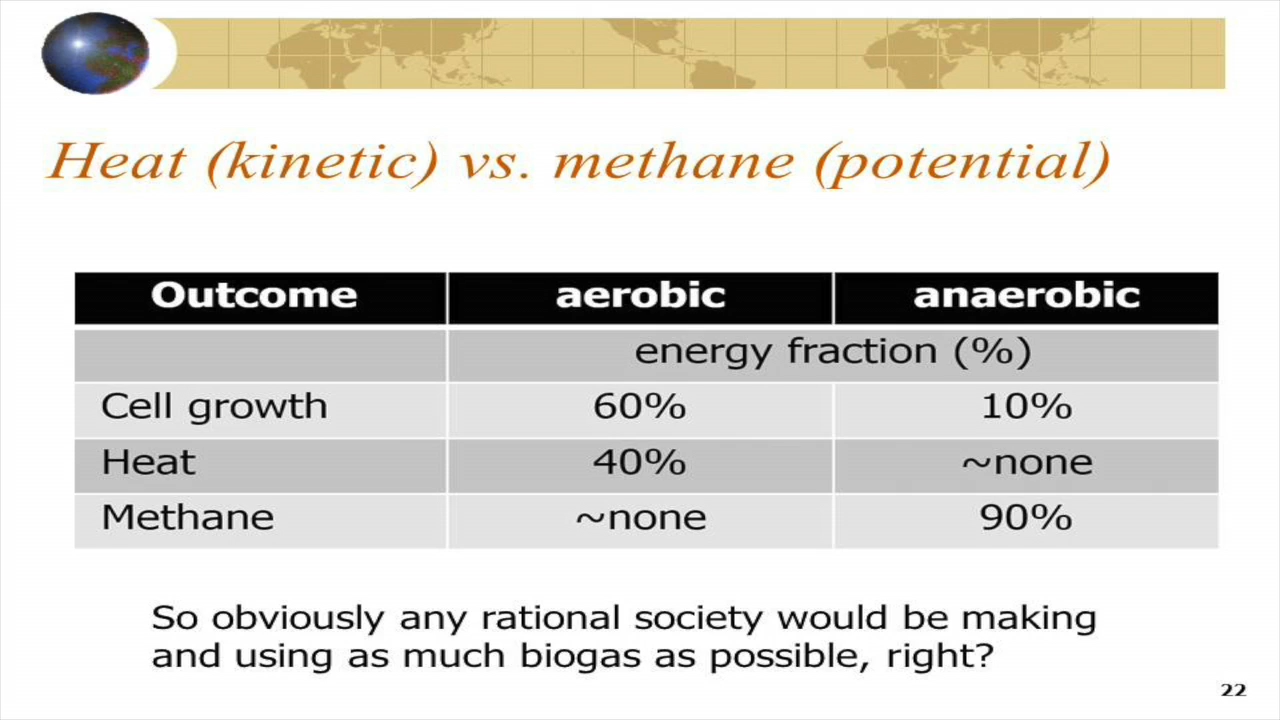 Heat (kinetic) vs. methane (potential)
Outcome aerobic anaerobic
energy fraction (%)
Cell growth 60% 10%
Heat 40% ~none
Methane ~none 90%
So obviously any rational society would be making
and using as much biogas as possible, right?
22